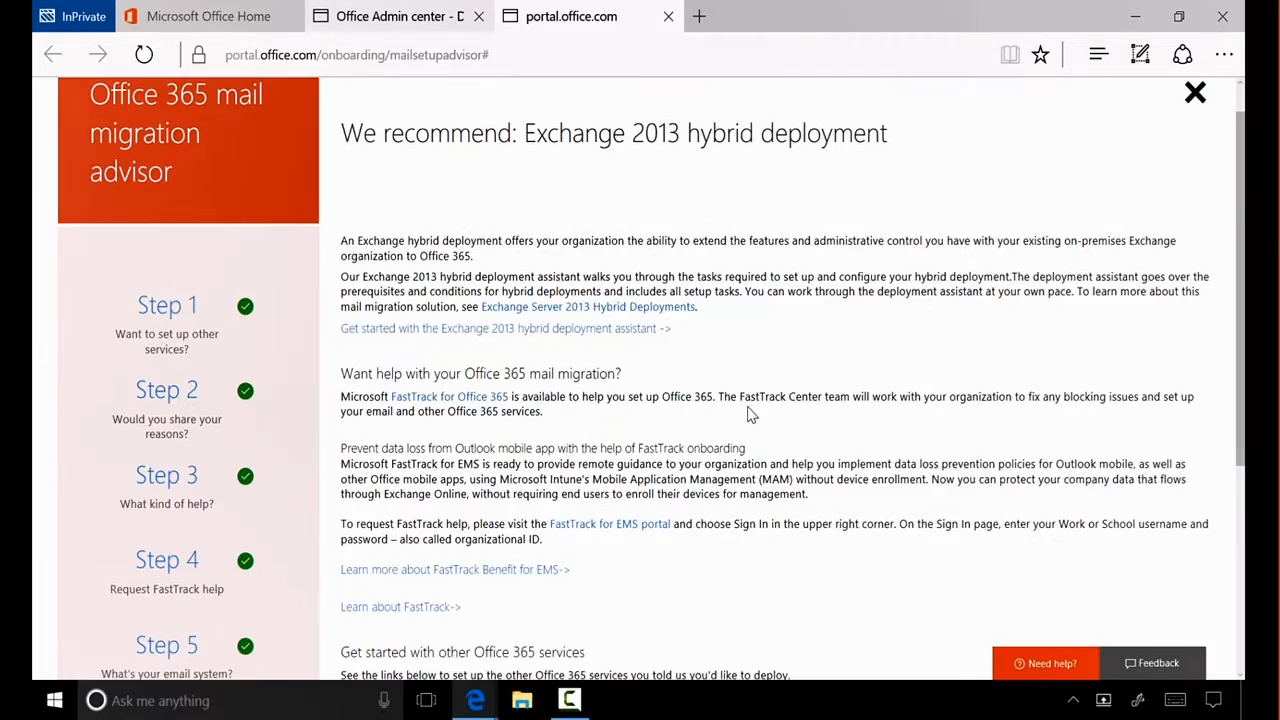 InPrivate
Microsoft Office Home
Office Admin center - D
portal.office.com
portal.office.com/onboarding/mailsetupadvisor#
Office 365 mail
migration
advisor
Step 1
Want to set up other
services?
Step 2
Would you share your
reasons?
Step 3
What kind of help?
Step 4
Request FastTrack help
Step 5
What's your email system?
We recommend: Exchange 2013 hybrid deployment
An Exchange hybrid deployment offers your organization the ability to extend the features and administrative control you have with your existing on-premises Exchange
organization to Office 365.
Our Exchange 2013 hybrid deployment assistant walks you through the tasks required to set up and configure your hybrid deployment.The deployment assistant goes over the
prerequisites and conditions for hybrid deployments and includes all setup tasks. You can work through the deployment assistant at your own pace. To learn more about this
mail migration solution, see Exchange Server 2013 Hybrid Deployments.
Get started with the Exchange 2013 hybrid deployment assistant ->
Want help with your Office 365 mail migration?
Microsoft FastTrack for Office 365 is available to help you set up Office 365. The FastTrack Center team will work with your organization to fix any blocking issues and set up
your email and other Office 365 services.
Prevent data loss from Outlook mobile app with the help of FastTrack onboarding
Microsoft FastTrack for EMS is ready to provide remote guidance to your organization and help you implement data loss prevention policies for Outlook mobile, as well as
other Office mobile apps, using Microsoft Intune's Mobile Application Management (MAM) without device enrollment. Now you can protect your company data that flows
through Exchange Online, without requiring end users to enroll their devices for management.
To request FastTrack help, please visit the FastTrack for EMS portal and choose Sign In in the upper right corner. On the Sign In page, enter your Work or School username and
password – also called organizational ID.
Learn more about FastTrack Benefit for EMS->
Learn about FastTrack->
Get started with other Office 365 services
See the links below to set up the other Office 365 services you told us you'd like to deploy.
Need help?
Feedback
Ask me anything